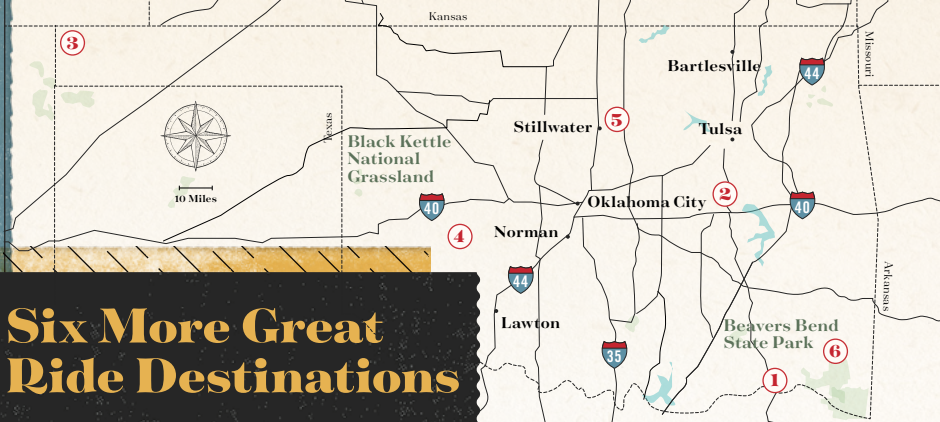 Kansas
3
Missouri
Bartlesville
44
Texas
Stillwater
5
Tulsa
Black Kettle
National
Grassland
10 Miles
40
Oklahoma City
2
40
4
Norman
44
Arkansas
Six More Great
Ride Destinations
Lawton
35
Beavers Bend
State Park
6
1